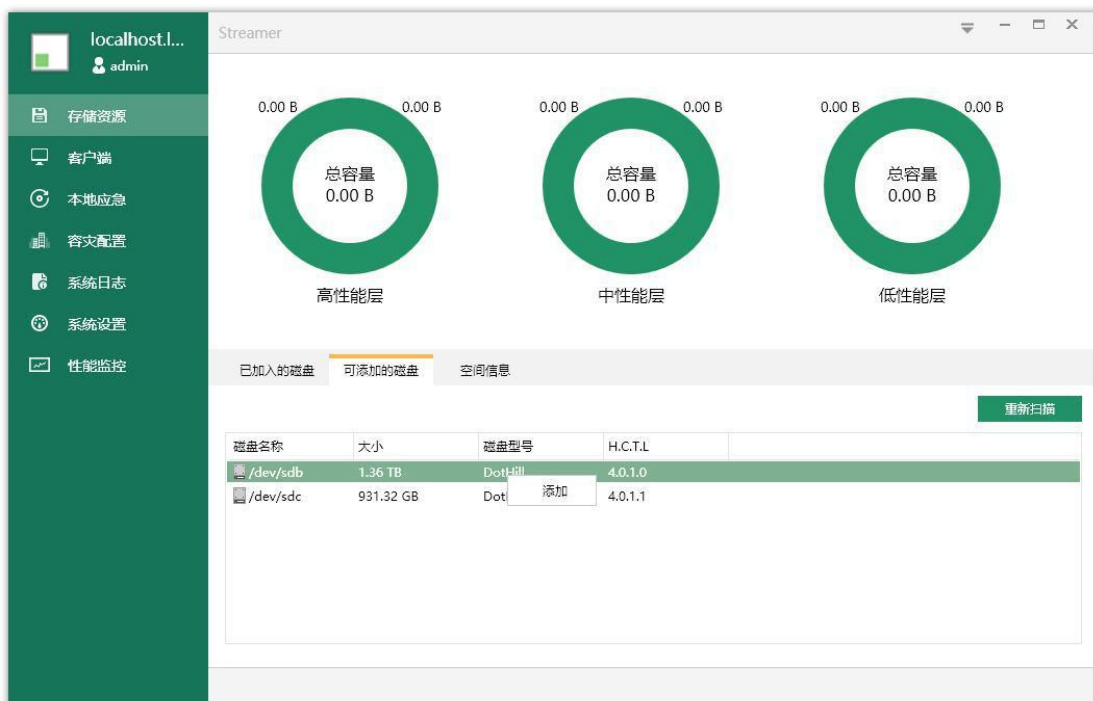 localhost.l...
admin
Streamer
存储资源
客户端
本地应急
容灾配置
系统日志
系统设置
性能监控
0.00 B 0.00 B
总容量
0.00 B
高性能层
0.00 B 0.00 B
总容量
0.00 B
中性能层
0.00 B 0.00 B
总容量
0.00 B
低性能层
已加入的磁盘 可添加的磁盘 空间信息
重新扫描
磁盘名称 大小 磁盘型号 H.C.T.L
/dev/sdb 1.36 TB DotHill 4.0.1.0
/dev/sdc 931.32 GB 4.0.1.1
添加